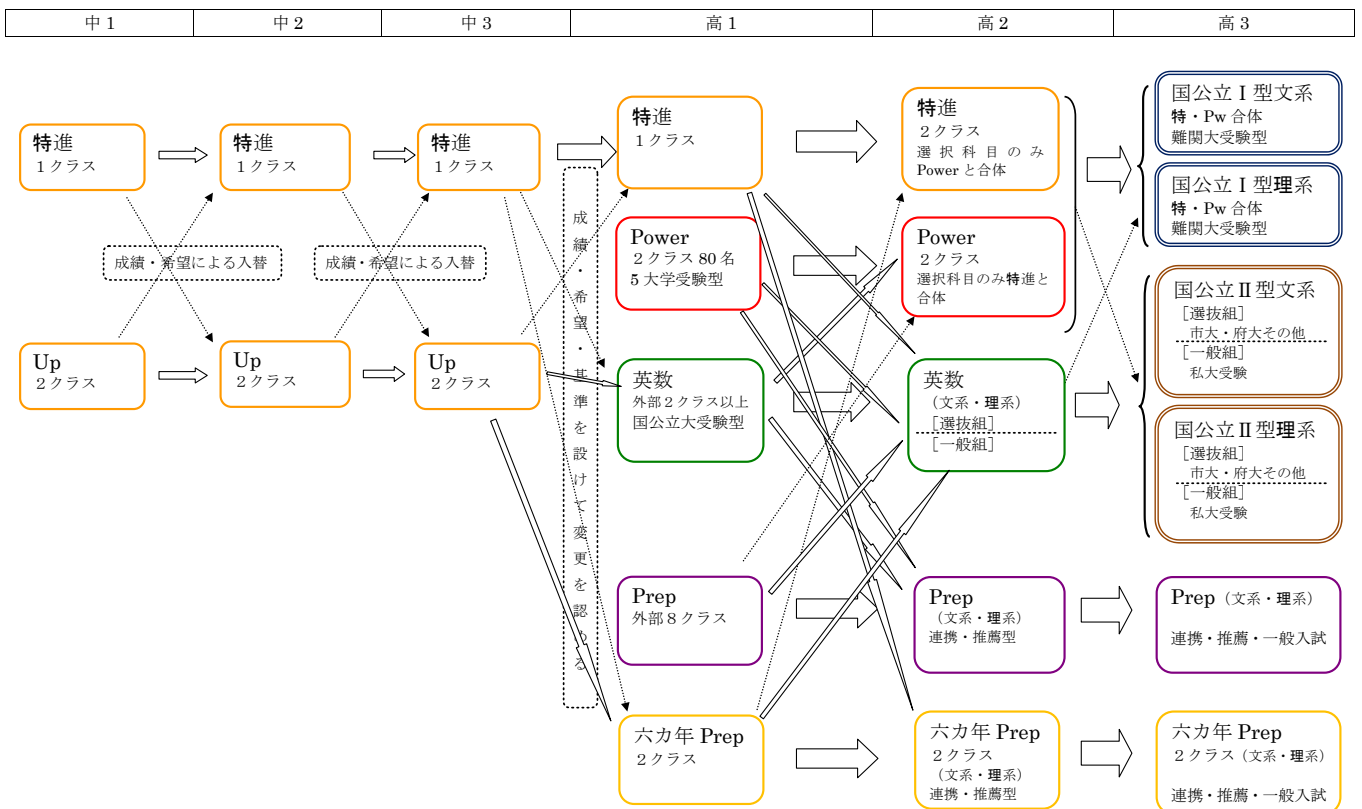 中1 中2 中3 高1 高2 高3
特進
1クラス
Up
2クラス
特進
1クラス
成績・希望による入替
Up
2クラス
特進
1クラス
成績・希望による入替
Up
2クラス
成績・希望・基準を設けて変更を認める
特進
1クラス
Power
2クラス 80名
5大学受験型
英数
外部2クラス以上
国公立大受験型
Prep
外部8クラス
六カ年 Prep
2クラス
特進
2クラス
選択科目のみ
Powerと合体
Power
2クラス
選択科目のみ特進と
合体
英数
（文系・理系）
［選抜組］
［一般組］
Prep
（文系・理系）
連携・推薦型
六カ年 Prep
2クラス
（文系・理系）
連携・推薦型
国公立Ⅰ型文系
特・Pw合体
難関大受験型
国公立Ⅰ型理系
特・Pw合体
難関大受験型
国公立Ⅱ型文系
［選抜組］
市大・府大その他
［一般組］
私大受験
国公立Ⅱ型理系
［選抜組］
市大・府大その他
［一般組］
私大受験
Prep（文系・理系）
連携・推薦・一般入試
六カ年 Prep
2クラス（文系・理系）
連携・推薦・一般入試